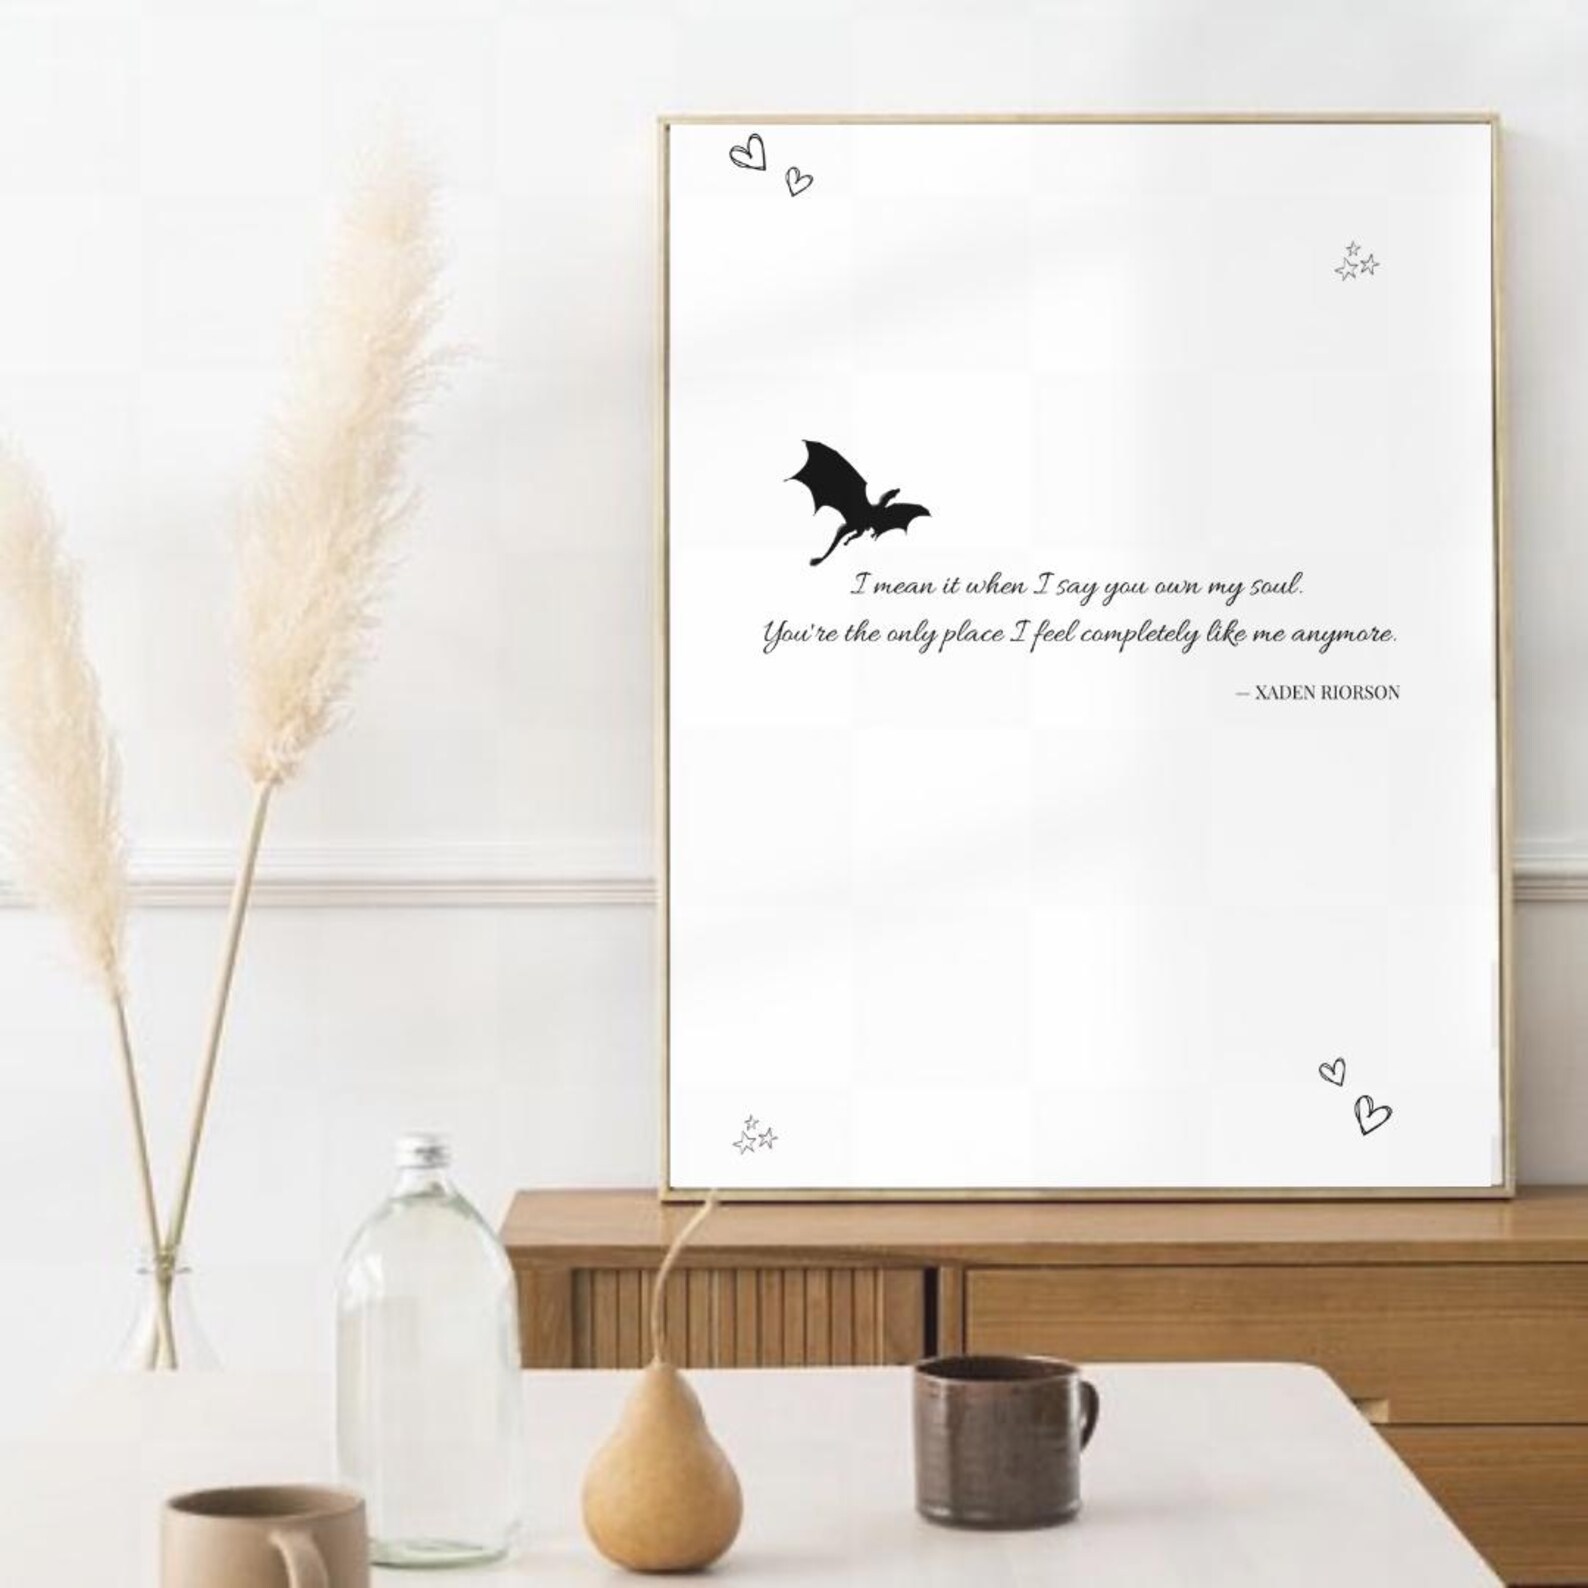 I mean it when I say you own my soul.
You're the only place I feel completely like me anymore.
— XADEN RIORSON